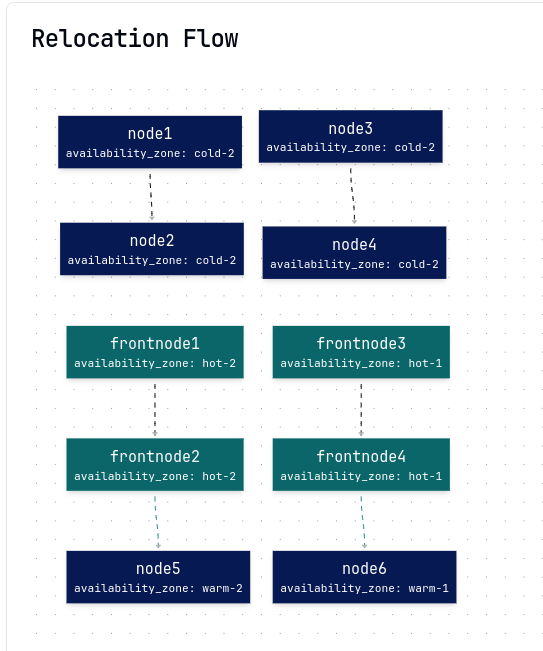 Relocation Flow
node1
availability_zone: cold-2
node3
availability_zone: cold-2
node2
availability_zone: cold-2
node4
availability_zone: cold-2
frontnode1
availability_zone: hot-2
frontnode3
availability_zone: hot-1
frontnode2
availability_zone: hot-2
frontnode4
availability_zone: hot-1
node5
availability_zone: warm-2
node6
availability_zone: warm-1